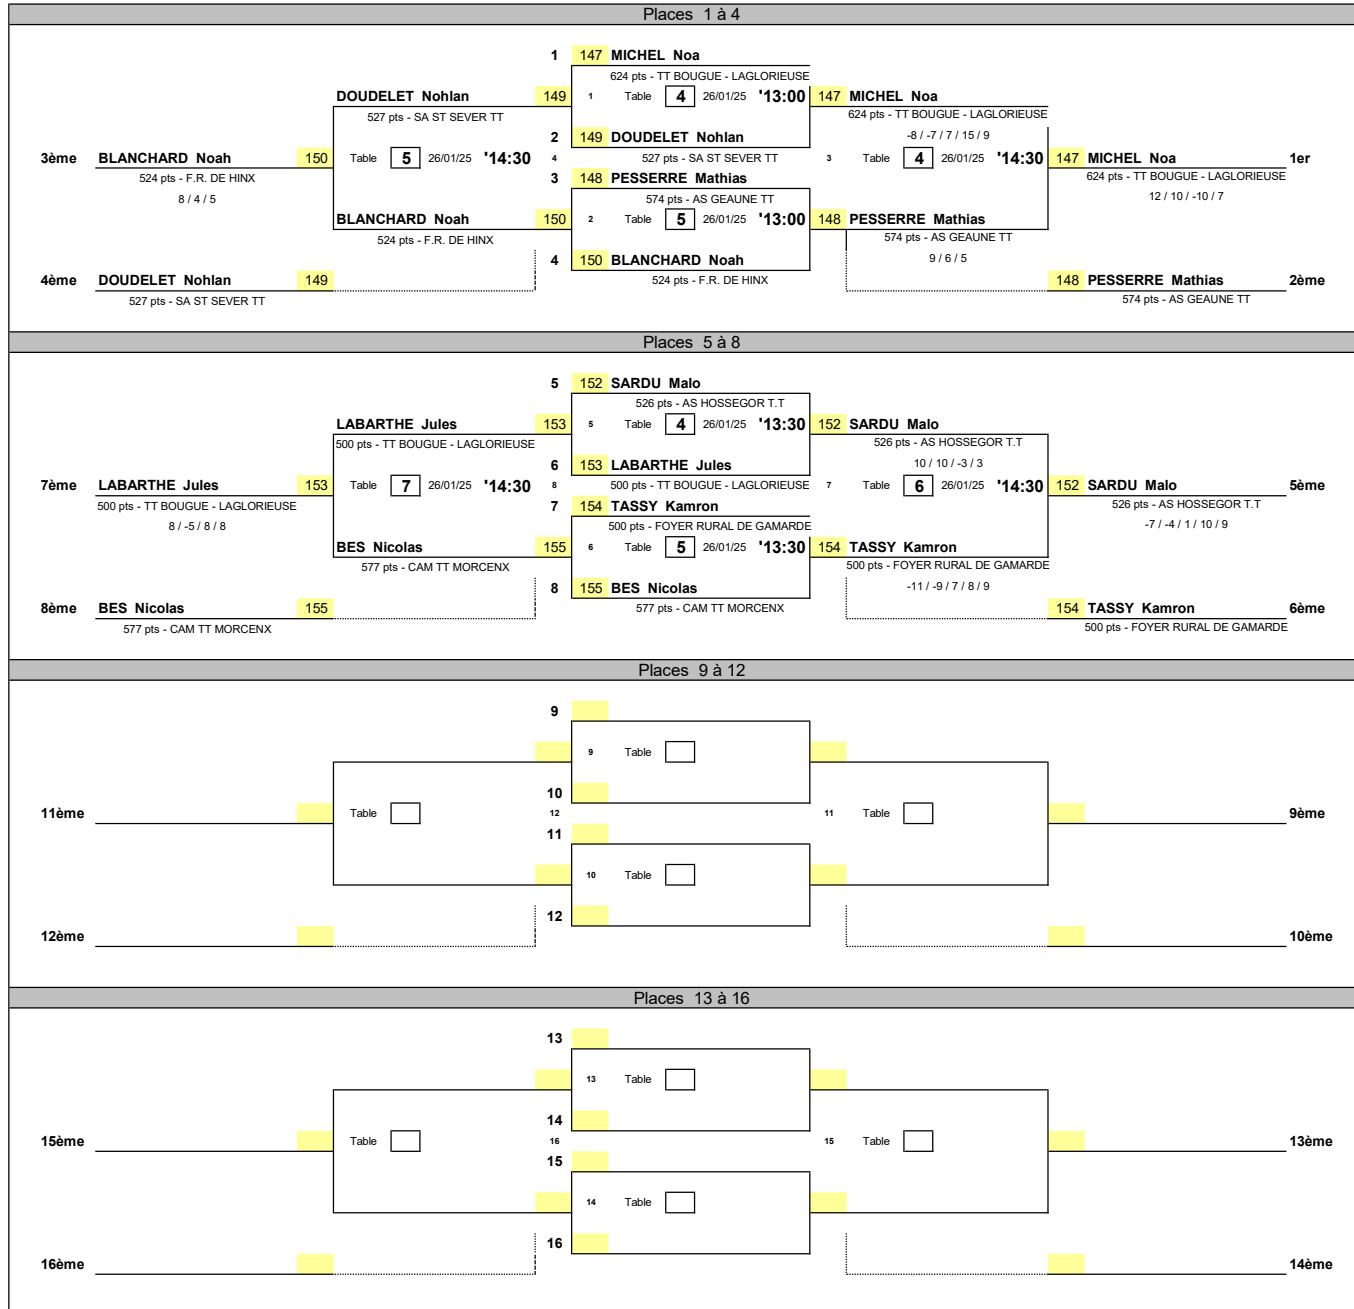 Places 1 à 4
1 147 MICHEL Noa
624 pts - TT BOUGUE - LAGLORIEUSE
DOUDELET Nohlan 149 1 Table 4 26/01/25 '13:00 147 MICHEL Noa
527 pts - SA ST SEVER TT 624 pts - TT BOUGUE - LAGLORIEUSE
2 149 DOUDELET Nohlan -8 / -7 / 7 / 15 / 9
3ème BLANCHARD Noah 150 Table 5 26/01/25 '14:30 4 527 pts - SA ST SEVER TT 3 Table 4 26/01/25 '14:30 147 MICHEL Noa 1er
524 pts - F.R. DE HINX 3 148 PESSERRE Mathias 624 pts - TT BOUGUE - LAGLORIEUSE
8 / 4 / 5 574 pts - AS GEAUNE TT 12 / 10 / -10 / 7
BLANCHARD Noah 150 2 Table 5 26/01/25 '13:00 148 PESSERRE Mathias
524 pts - F.R. DE HINX 574 pts - AS GEAUNE TT
4 150 BLANCHARD Noah 9 / 6 / 5
4ème DOUDELET Nohlan 149 524 pts - F.R. DE HINX 148 PESSERRE Mathias 2ème
527 pts - SA ST SEVER TT 574 pts - AS GEAUNE TT
Places 5 à 8
5 152 SARDU Malo
526 pts - AS HOSSEGOR T.T
LABARTHE Jules 153 5 Table 4 26/01/25 '13:30 152 SARDU Malo
500 pts - TT BOUGUE - LAGLORIEUSE 526 pts - AS HOSSEGOR T.T
6 153 LABARTHE Jules 10 / 10 / -3 / 3
7ème LABARTHE Jules 153 Table 7 26/01/25 '14:30 8 500 pts - TT BOUGUE - LAGLORIEUSE 7 Table 6 26/01/25 '14:30 152 SARDU Malo 5ème
500 pts - TT BOUGUE - LAGLORIEUSE 7 154 TASSY Kamron 526 pts - AS HOSSEGOR T.T
8 / -5 / 8 / 8 500 pts - FOYER RURAL DE GAMARDE -7 / -4 / 1 / 10 / 9
BES Nicolas 155 6 Table 5 26/01/25 '13:30 154 TASSY Kamron
577 pts - CAM TT MORCENX 500 pts - FOYER RURAL DE GAMARDE
8 155 BES Nicolas -11 / -9 / 7 / 8 / 9
8ème BES Nicolas 155 577 pts - CAM TT MORCENX 154 TASSY Kamron 6ème
577 pts - CAM TT MORCENX 500 pts - FOYER RURAL DE GAMARDE
Places 9 à 12
9
9 Table
10
11ème Table 12 11 Table 9ème
11
10 Table
12
12ème 10ème
Places 13 à 16
13
13 Table
14
15ème Table 16 15 Table 13ème
15
14 Table
16
16ème 14ème